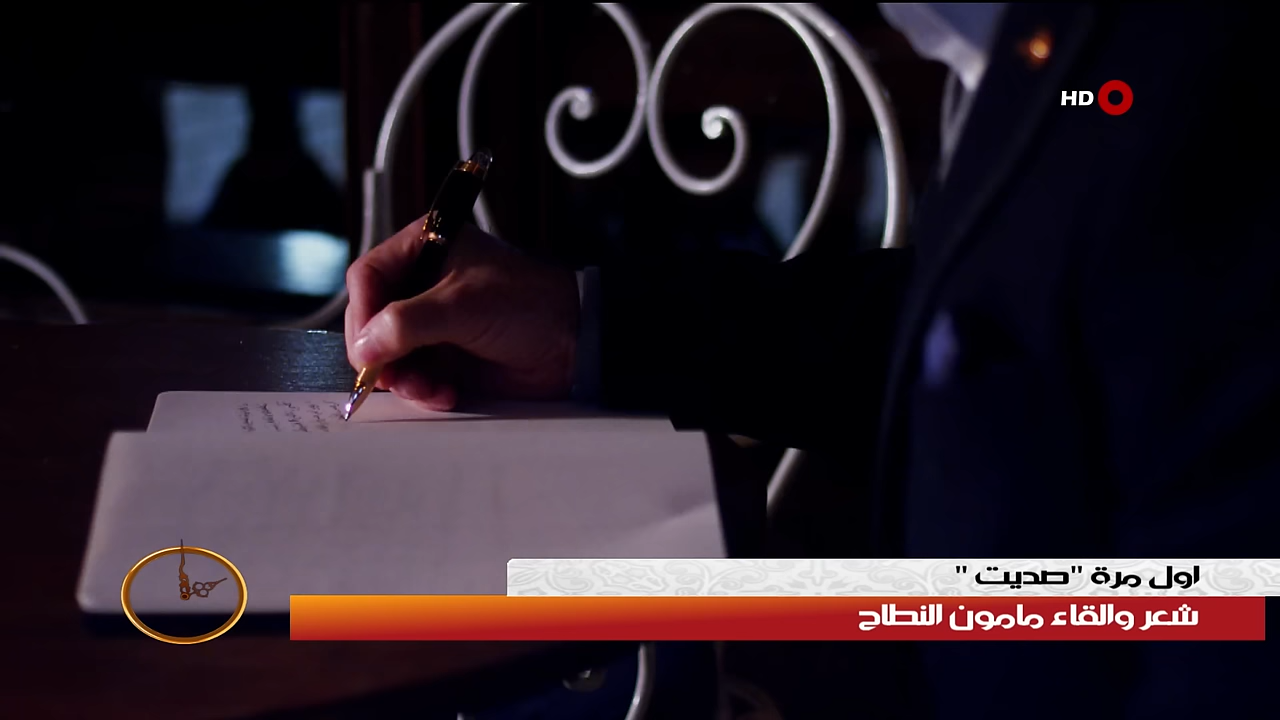 HD
اول مرة "صديت "
شعر والقاء مامون النطاح